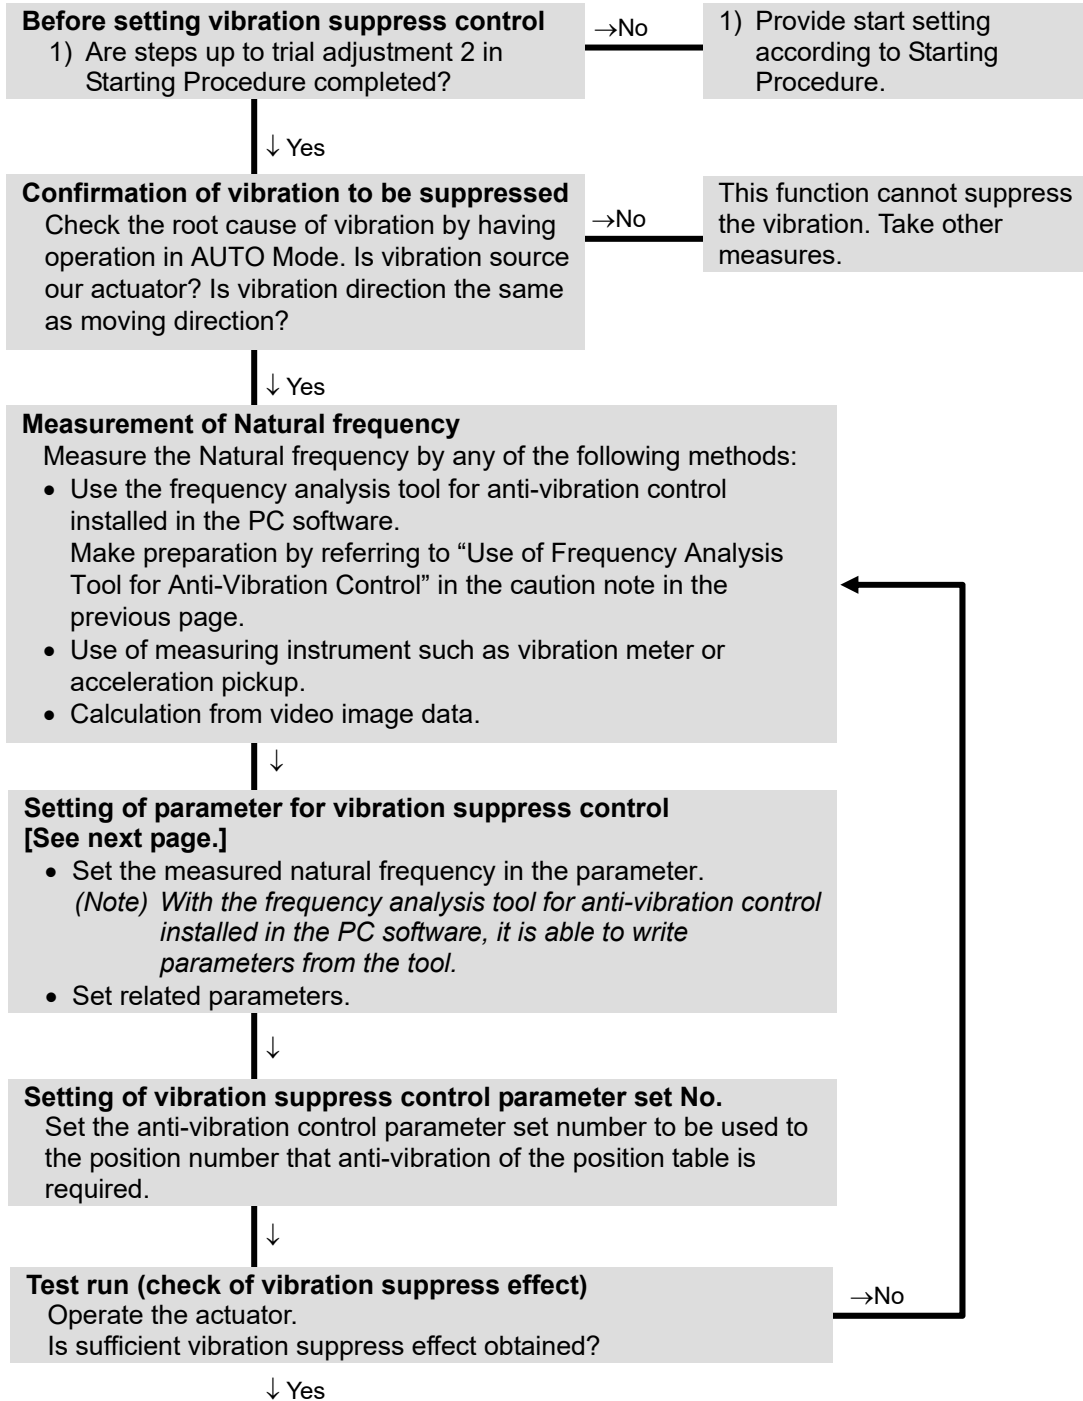 Before setting vibration suppress control
1) Are steps up to trial adjustment 2 in
Starting Procedure completed?
→No
1) Provide start setting
according to Starting
Procedure.
↓ Yes
Confirmation of vibration to be suppressed
Check the root cause of vibration by having
operation in AUTO Mode. Is vibration source
our actuator? Is vibration direction the same
as moving direction?
→No
This function cannot suppress
the vibration. Take other
measures.
↓ Yes
Measurement of Natural frequency
Measure the Natural frequency by any of the following methods:
• Use the frequency analysis tool for anti-vibration control
installed in the PC software.
Make preparation by referring to “Use of Frequency Analysis
Tool for Anti-Vibration Control” in the caution note in the
previous page.
• Use of measuring instrument such as vibration meter or
acceleration pickup.
• Calculation from video image data.
↓
Setting of parameter for vibration suppress control
[See next page.]
• Set the measured natural frequency in the parameter.
(Note) With the frequency analysis tool for anti-vibration control
installed in the PC software, it is able to write
parameters from the tool.
• Set related parameters.
↓
Setting of vibration suppress control parameter set No.
Set the anti-vibration control parameter set number to be used to
the position number that anti-vibration of the position table is
required.
↓
Test run (check of vibration suppress effect)
Operate the actuator.
Is sufficient vibration suppress effect obtained?
→No
↓ Yes